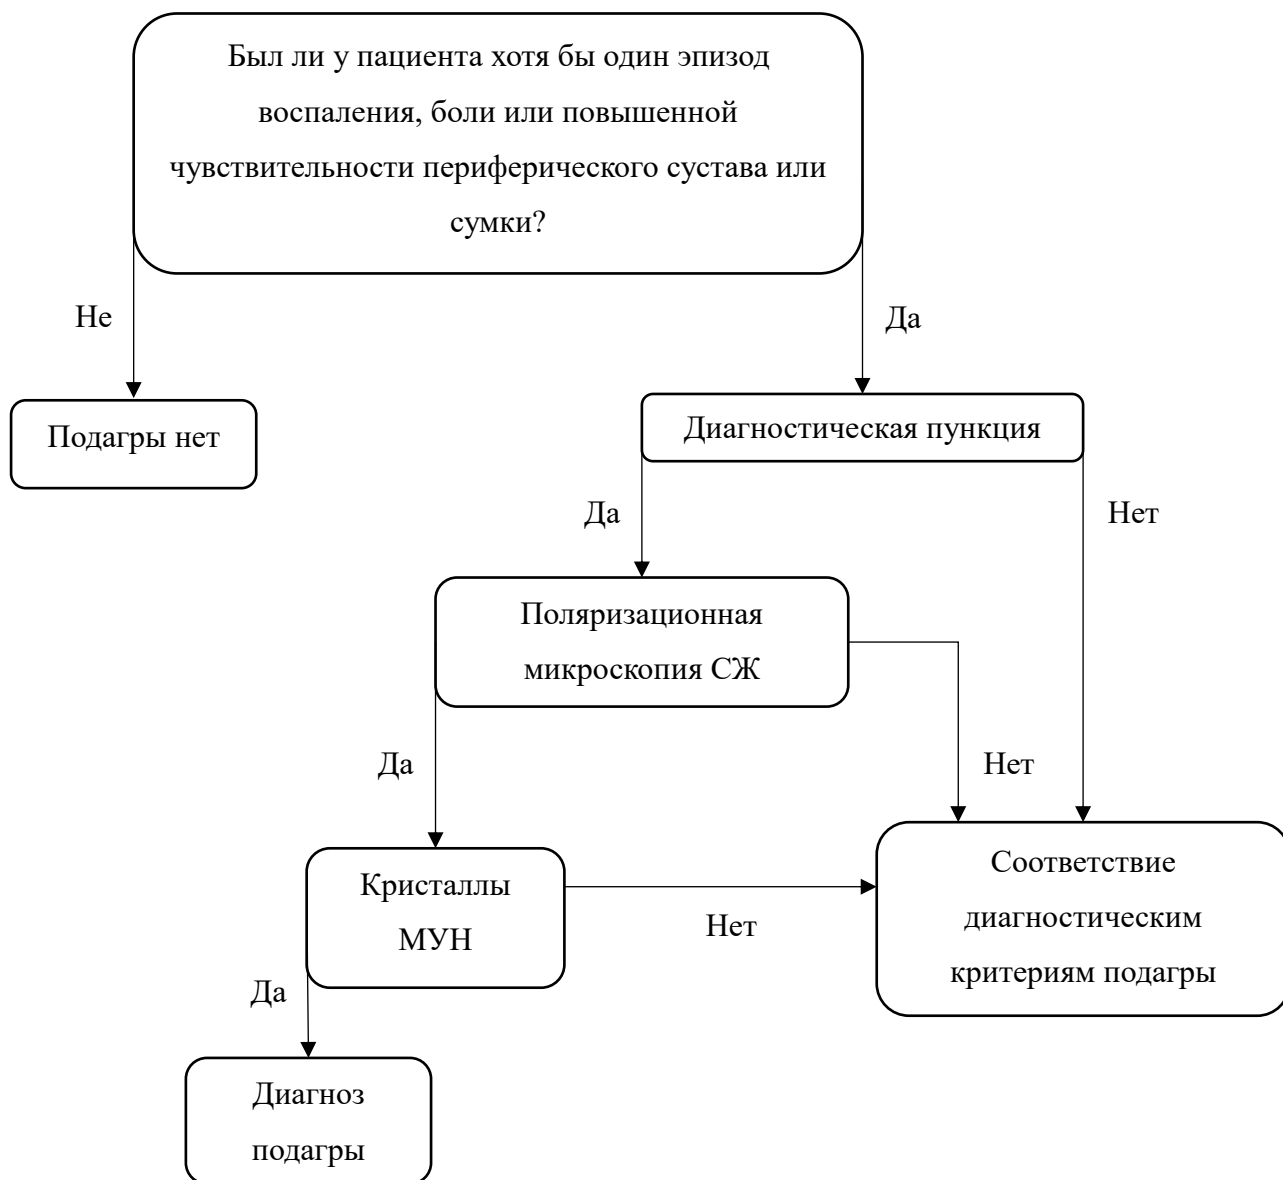 Был ли у пациента хотя бы один эпизод
воспаления, боли или повышенной
чувствительности периферического сустава или
сумки?
Не
Да
Подагры нет
Диагностическая пункция
Да
Нет
Поляризационная
микроскопия СЖ
Да
Нет
Кристаллы
МУН
Нет
Соответствие
диагностическим
критериям подагры
Да
Диагноз
подагры